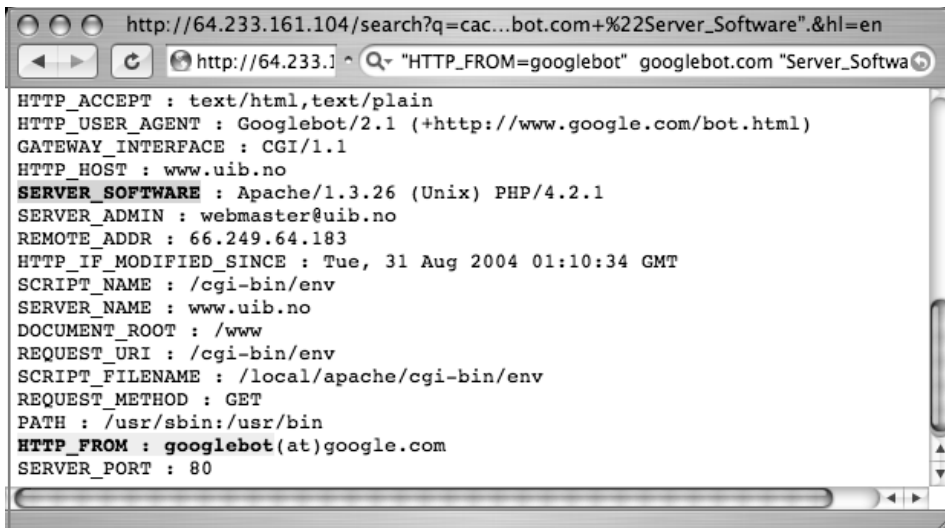 http://64.233.161.104/search?q=cac...bot.com+%22Server_Software".&hl=en
http://64.233.1 "HTTP_FROM=googlebot" googlebot.com "Server_Softwa
HTTP_ACCEPT : text/html,text/plain
HTTP_USER_AGENT : Googlebot/2.1 (+http://www.google.com/bot.html)
GATEWAY_INTERFACE : CGI/1.1
HTTP_HOST : www.uib.no
SERVER_SOFTWARE : Apache/1.3.26 (Unix) PHP/4.2.1
SERVER_ADMIN : webmaster@uib.no
REMOTE_ADDR : 66.249.64.183
HTTP_IF_MODIFIED_SINCE : Tue, 31 Aug 2004 01:10:34 GMT
SCRIPT_NAME : /cgi-bin/env
SERVER_NAME : www.uib.no
DOCUMENT_ROOT : /www
REQUEST_URI : /cgi-bin/env
SCRIPT_FILENAME : /local/apache/cgi-bin/env
REQUEST_METHOD : GET
PATH : /usr/sbin:/usr/bin
HTTP_FROM : googlebot(at)google.com
SERVER_PORT : 80